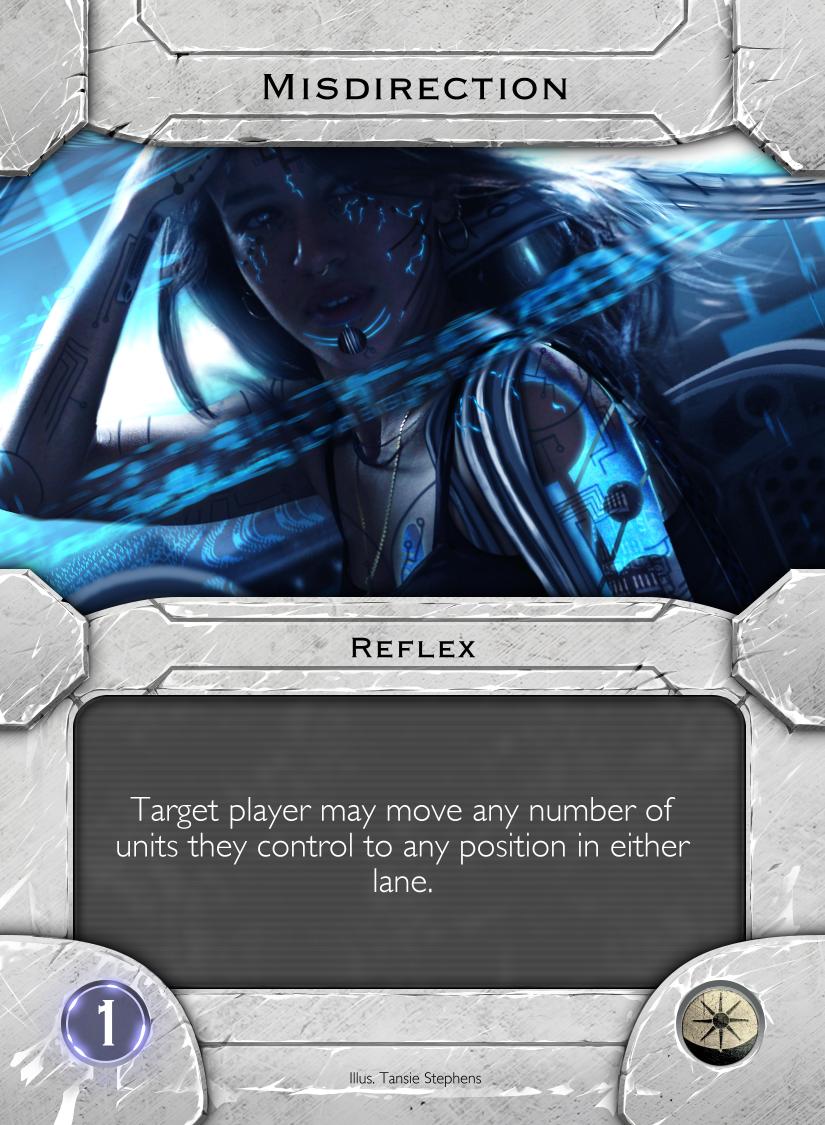 Misdirection
Reflex
Target player may move any number of
units they control to any position in either
lane.
1
Illus. Tansie Stephens